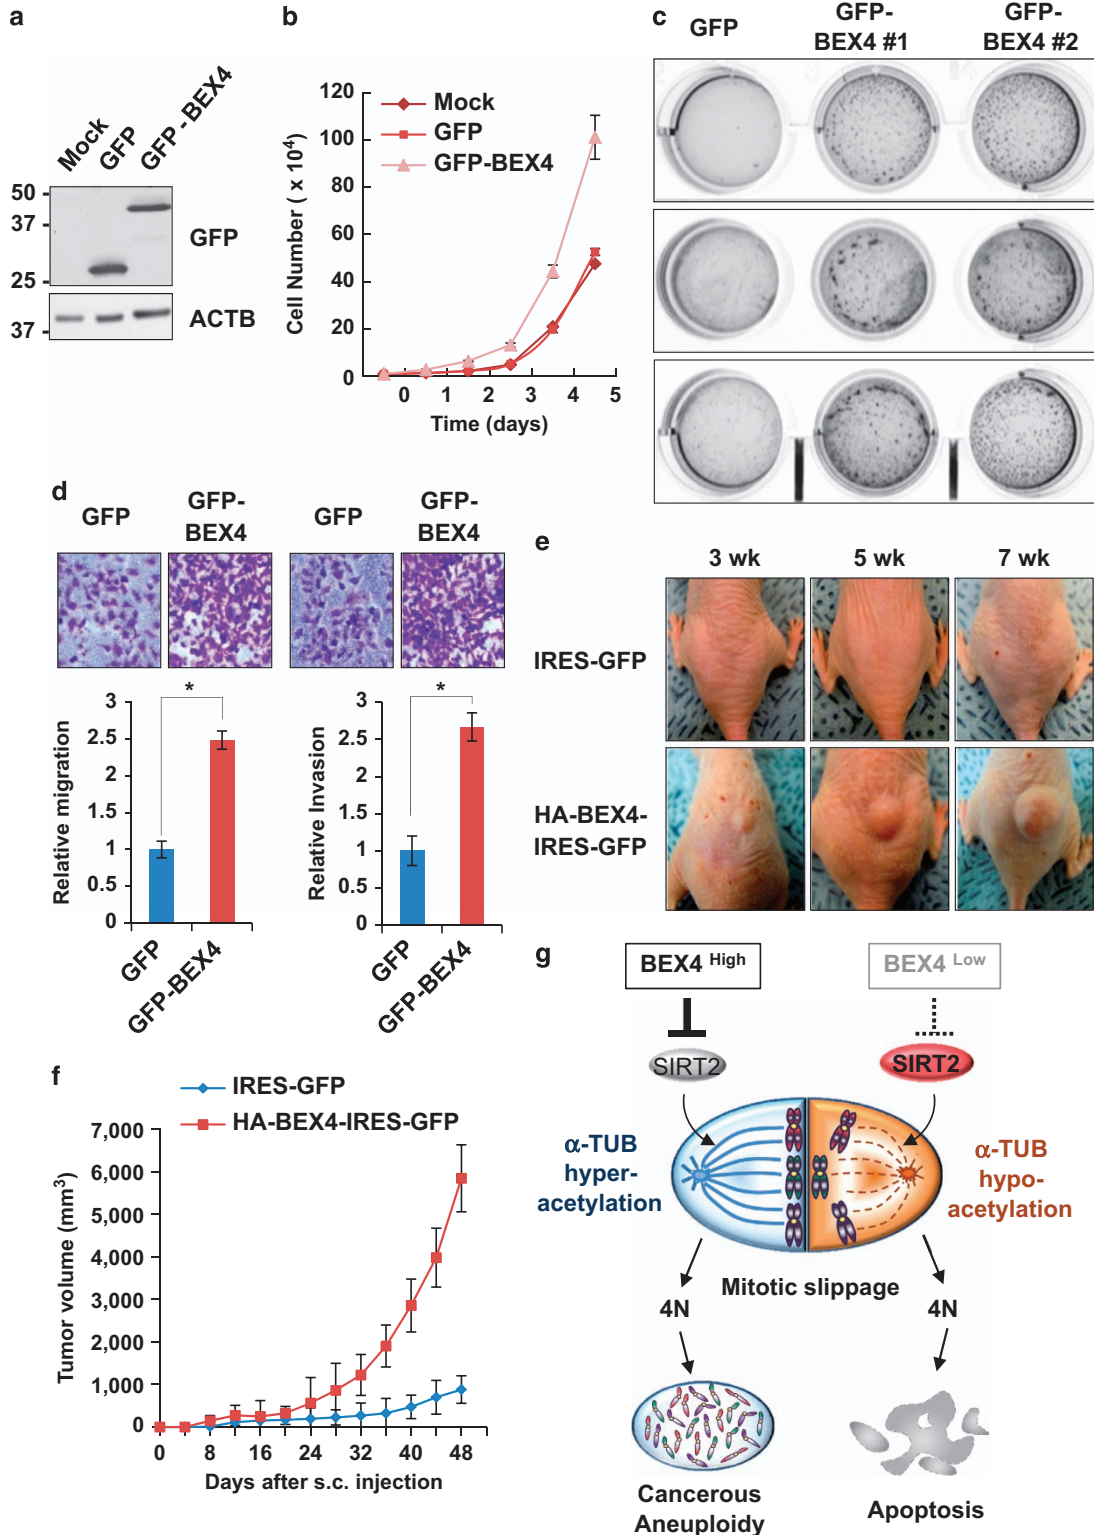 a
Mock
GFP
GFP-BEX4
50
37
25
GFP
37
ACTB
b
Mock
GFP
GFP-BEX4
Cell Number ( x 10⁴)
120
100
80
60
40
20
0
0 1 2 3 4 5
Time (days)
c
GFP
GFP-
BEX4 #1
GFP-
BEX4 #2
d
GFP
GFP-
BEX4
GFP
GFP-
BEX4
Relative migration
3
2.5
2
1.5
1
0.5
0
*
GFP
GFP-BEX4
Relative Invasion
3
2.5
2
1.5
1
0.5
0
*
GFP
GFP-BEX4
e
3 wk
5 wk
7 wk
IRES-GFP
HA-BEX4-
IRES-GFP
f
IRES-GFP
HA-BEX4-IRES-GFP
Tumor volume (mm³)
7,000
6,000
5,000
4,000
3,000
2,000
1,000
0
0 8 16 24 32 40 48
Days after s.c. injection
g
BEX4 High
BEX4 Low
SIRT2
SIRT2
α-TUB
hyper-
acetylation
α-TUB
hypo-
acetylation
Mitotic slippage
4N
4N
Cancerous
Aneuploidy
Apoptosis